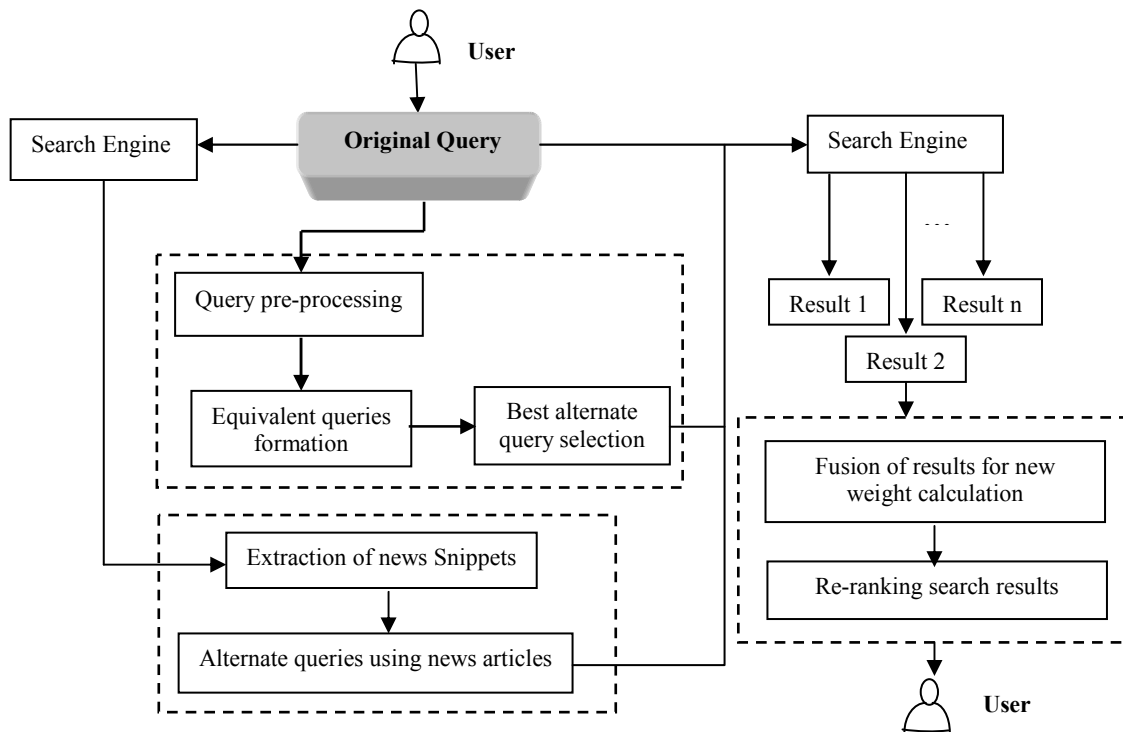 User
Original Query
Search Engine
Search Engine
...
Query pre-processing
Result 1
Result n
Result 2
Equivalent queries
formation
Best alternate
query selection
Fusion of results for new
weight calculation
Extraction of news Snippets
Re-ranking search results
Alternate queries using news articles
User